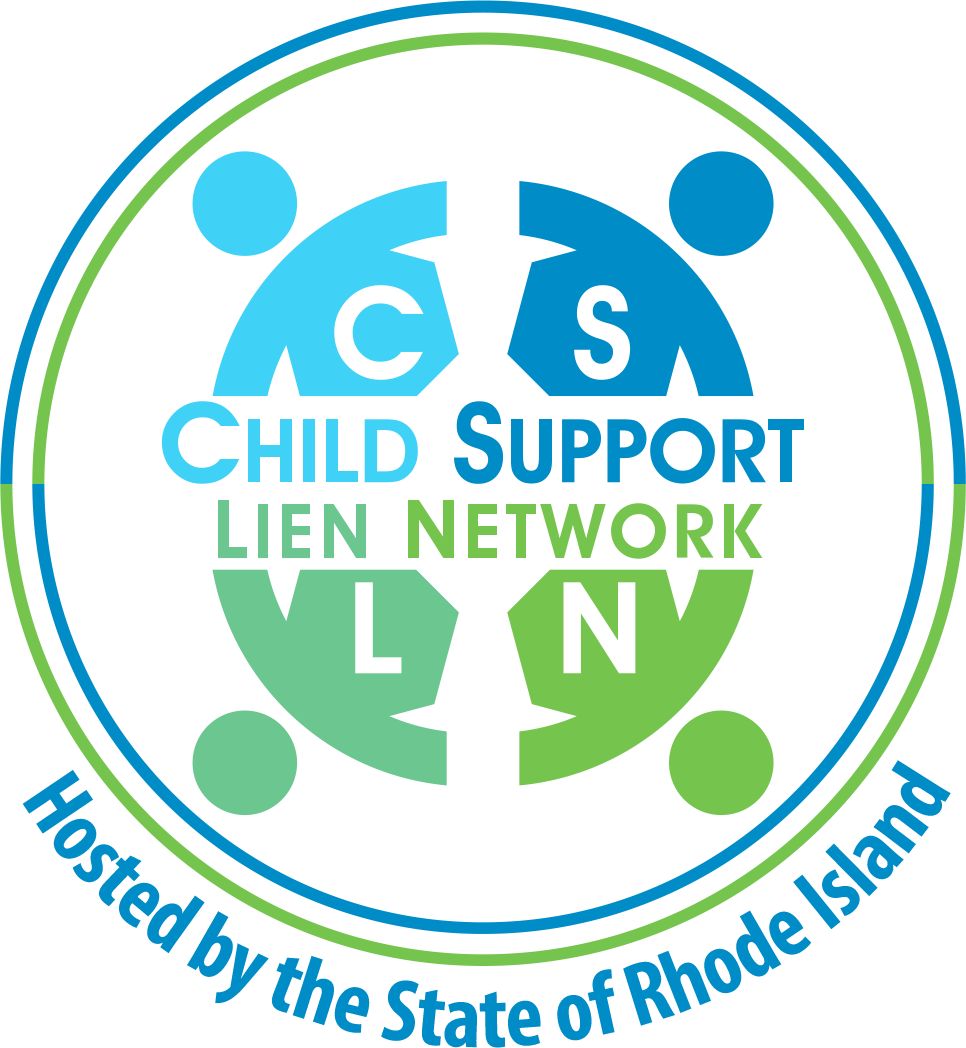 C S
CHILD SUPPORT
LIEN NETWORK
L N
Hosted by the State of Rhode Island